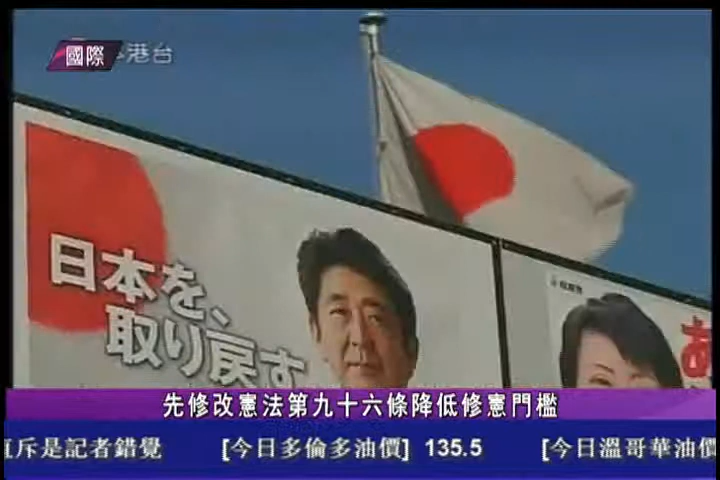 國際
港台
日本を、
取り戻す
先修改憲法第九十六條降低修憲門檻
直斥是記者錯覺 [今日多倫多油價] 135.5 [今日溫哥華油價